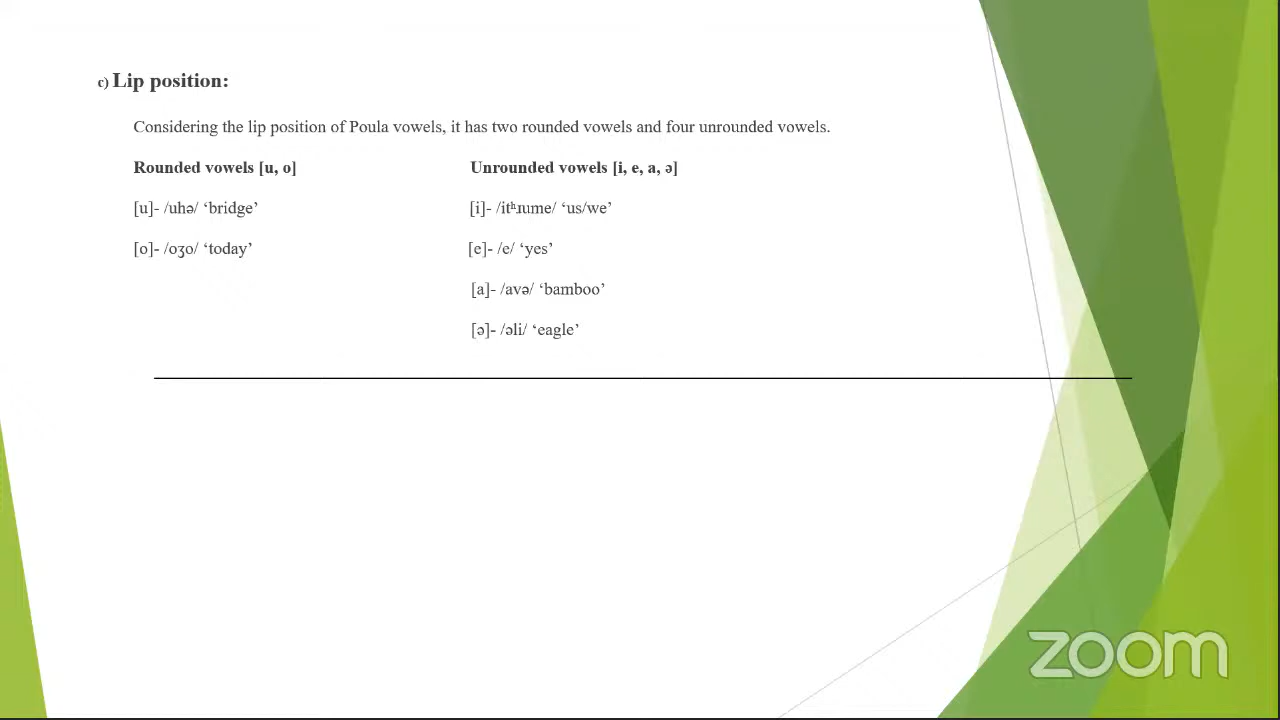 c) Lip position:
Considering the lip position of Poula vowels, it has two rounded vowels and four unrounded vowels.
Rounded vowels [u, o] Unrounded vowels [i, e, a, ə]
[u]- /uhə/ ‘bridge’ [i]- /itʰɹume/ ‘us/we’
[o]- /oʒo/ ‘today’ [e]- /e/ ‘yes’
[a]- /avə/ ‘bamboo’
[ə]- /əli/ ‘eagle’
zoom